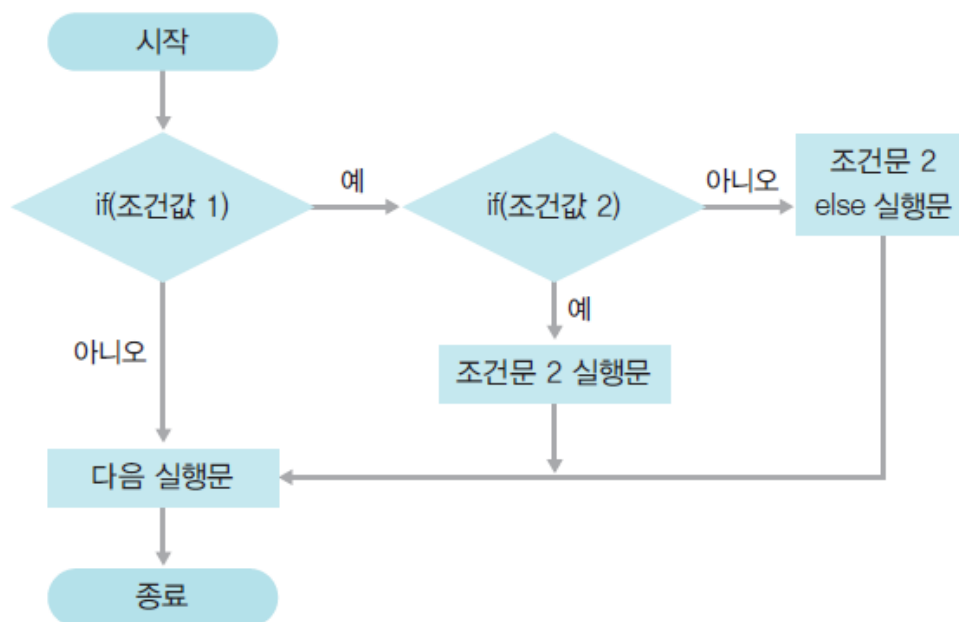 시작
if(조건값 1)
예
if(조건값 2)
아니오
조건문 2
else 실행문
예
아니오
조건문 2 실행문
다음 실행문
종료